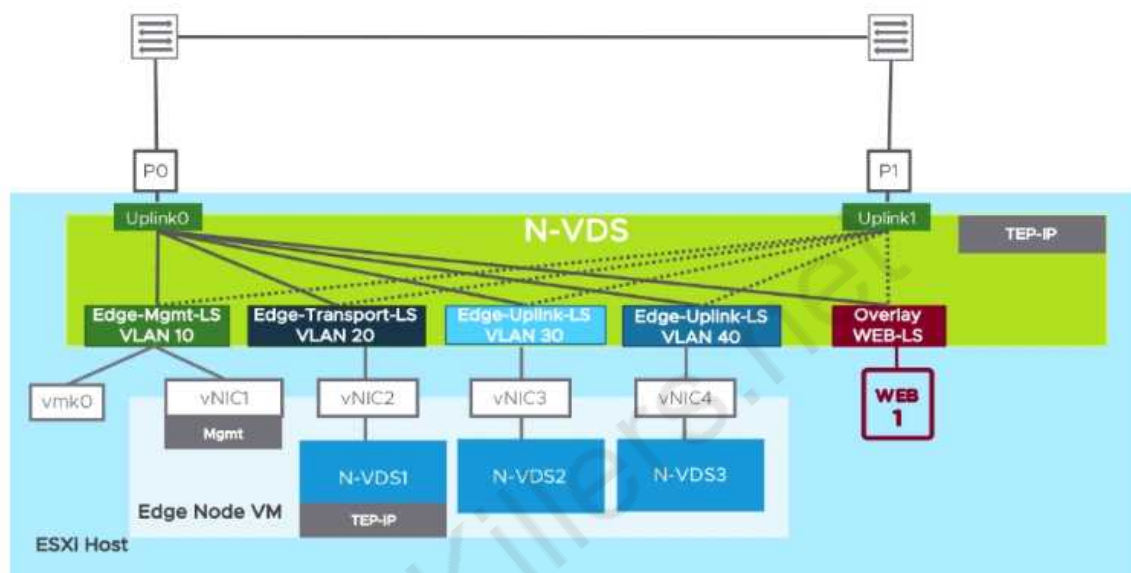 P0
P1
Uplink0
N-VDS
Uplink1
TEP-IP
Edge-Mgmt-LS
VLAN 10
Edge-Transport-LS
VLAN 20
Edge-Uplink-LS
VLAN 30
Edge-Uplink-LS
VLAN 40
Overlay
WEB-LS
vmk0
vNIC1
Mgmt
vNIC2
vNIC3
vNIC4
WEB
1
N-VDS1
TEP-IP
N-VDS2
N-VDS3
Edge Node VM
ESXI Host
Killers.net